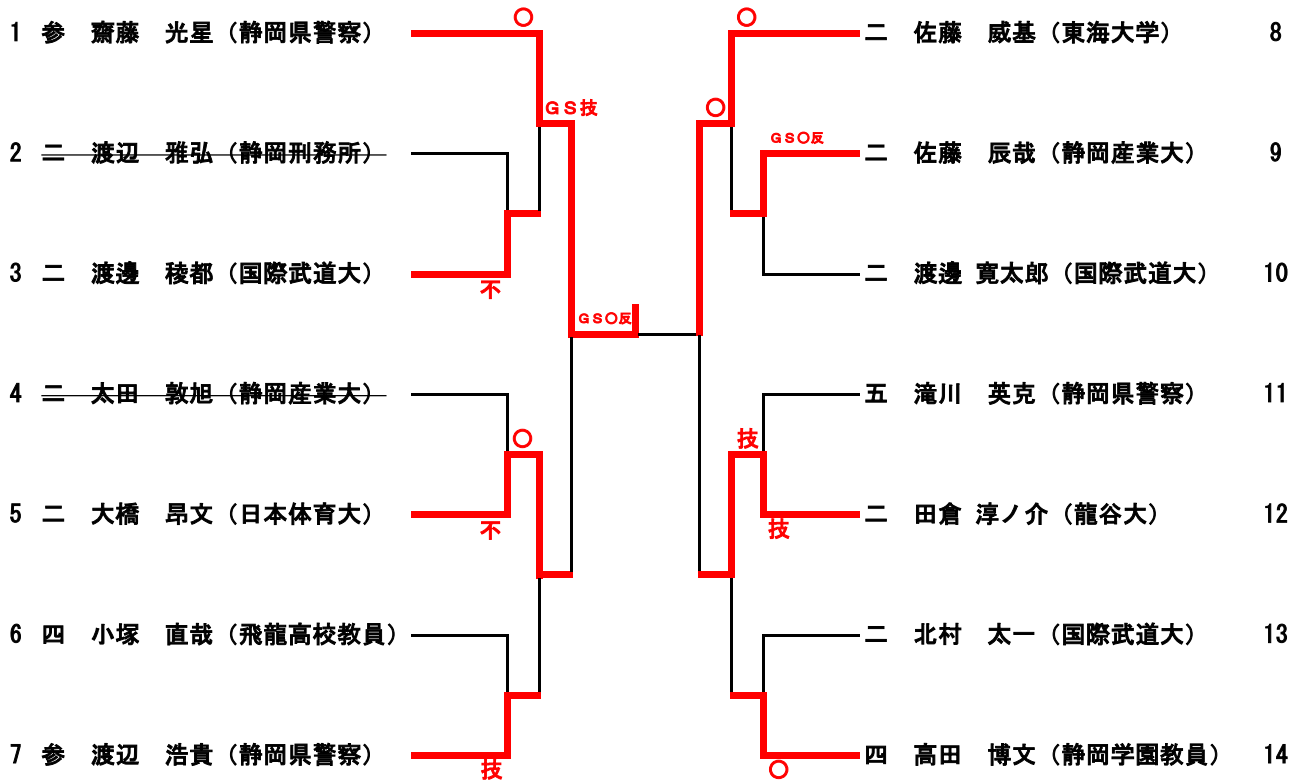 1 参 齋藤 光星（静岡県警察）
2 二 渡辺 雅弘（静岡刑務所）
3 二 渡邊 稜都（国際武道大）
4 二 太田 敦旭（静岡産業大）
5 二 大橋 昂文（日本体育大）
6 四 小塚 直哉（飛龍高校教員）
7 参 渡辺 浩貴（静岡県警察）
○
ＧＳ技
不
ＧＳ○反
○
不
技
○
○
ＧＳ○反
技
技
○
二 佐藤 威基（東海大学） 8
二 佐藤 辰哉（静岡産業大） 9
二 渡邊 寛太郎（国際武道大） 10
五 滝川 英克（静岡県警察） 11
二 田倉 淳ノ介（龍谷大） 12
二 北村 太一（国際武道大） 13
四 高田 博文（静岡学園教員） 14